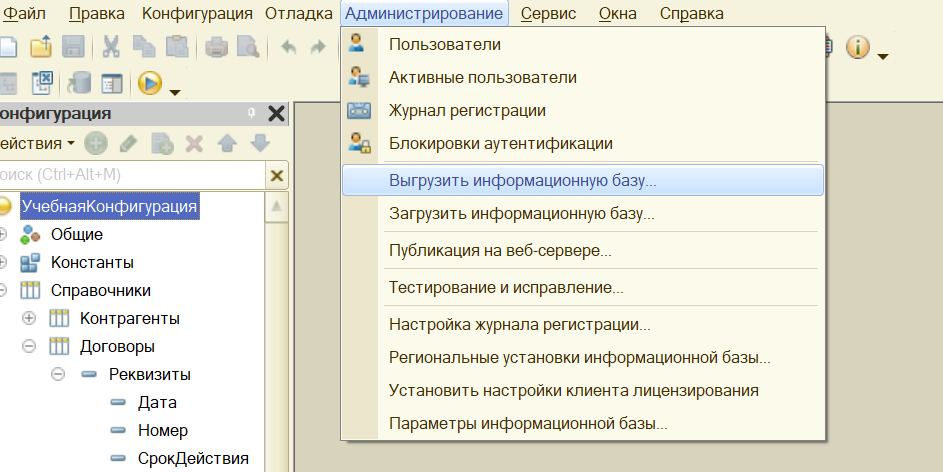 Файл Правка Конфигурация Отладка Администрирование Сервис Окна Справка
Пользователи
Активные пользователи
Журнал регистрации
Блокировки аутентификации
Выгрузить информационную базу...
Загрузить информационную базу...
Публикация на веб-сервере...
Тестирование и исправление...
Настройка журнала регистрации...
Региональные установки информационной базы...
Установить настройки клиента лицензирования
Параметры информационной базы...
онфигурация
ействия
оиск (Ctrl+Alt+M)
УчебнаяКонфигурация
Общие
Константы
Справочники
Контрагенты
Договоры
Реквизиты
Дата
Номер
СрокДействия